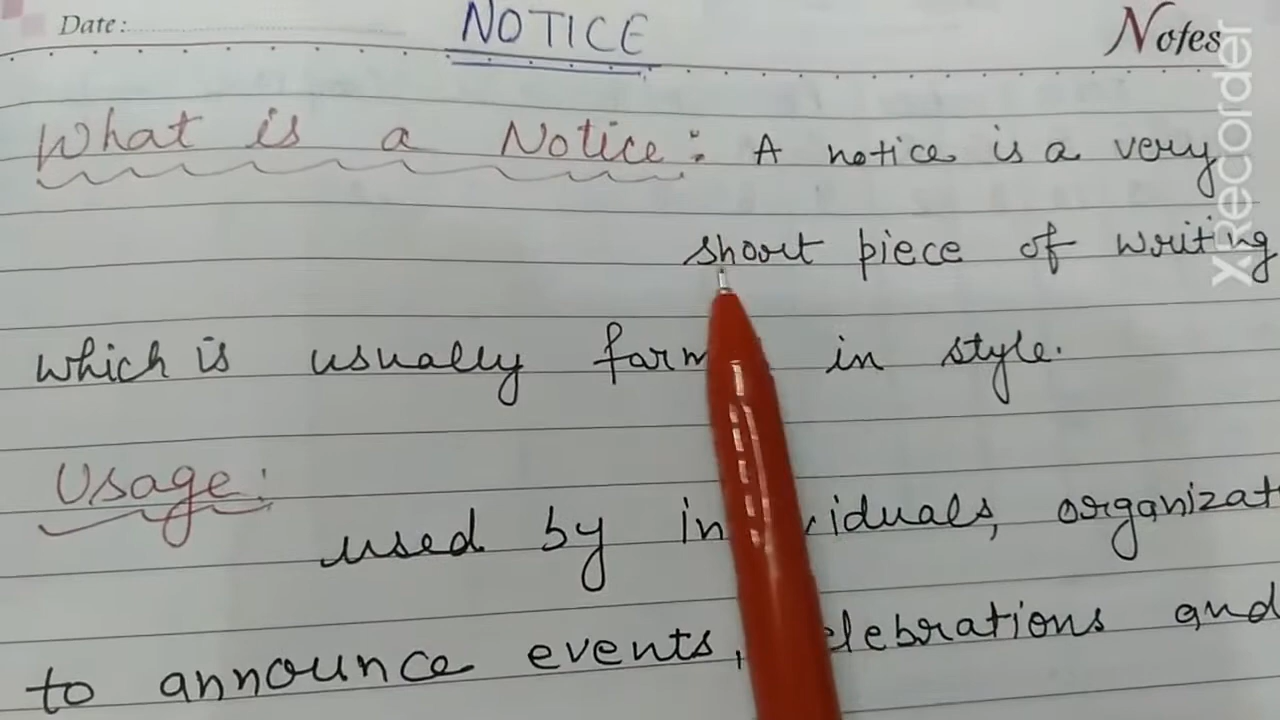 Date:
NOTICE
Notes
What is a Notice: A notice is a very
short piece of writing
which is usually in style.
Usage:
used by organizat
to announce events, and
XRecorder